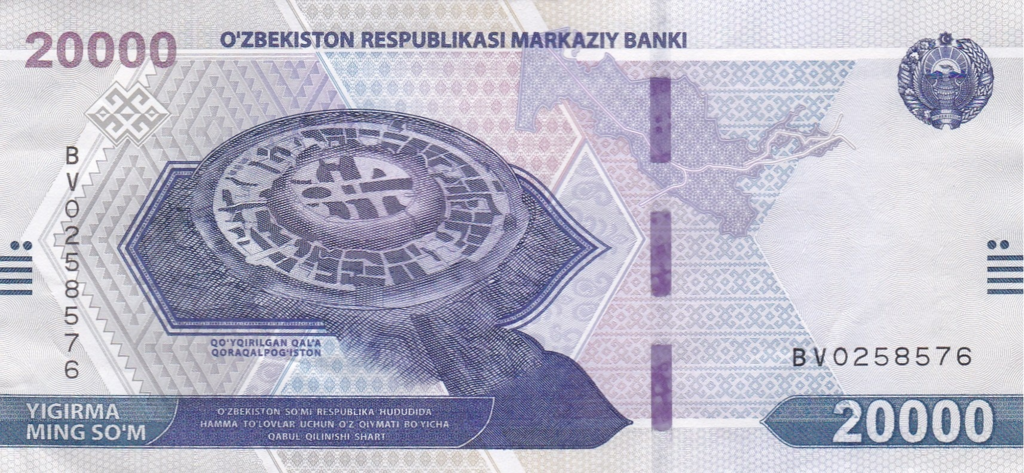 20000
O'ZBEKISTON RESPUBLIKASI MARKAZIY BANKI
BV0258576
QO'YQIRILGAN QAL'A
QORAQALPOG'ISTON
BV0258576
YIGIRMA
MING SO'M
O'ZBEKISTON SO'MI RESPUBLIKA HUDUDIDA
HAMMA TO'LOVLAR UCHUN O'Z QIYMATI BO'YICHA
QABUL QILINISHI SHART
20000